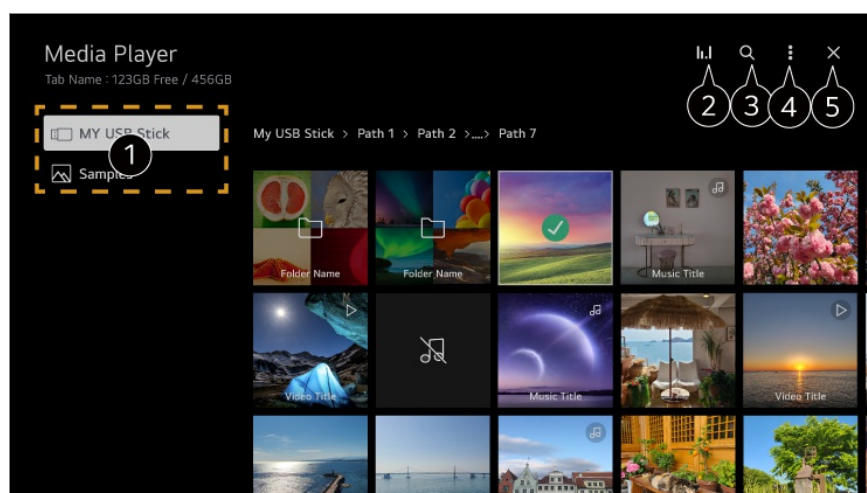 Media Player
Tab Name : 123GB Free / 456GB
2 3 4 5
MY USB Stick
1
Samples
My USB Stick > Path 1 > Path 2 >....> Path 7
Folder Name
Folder Name
Music Title
Video Title
Music Title
Video Title